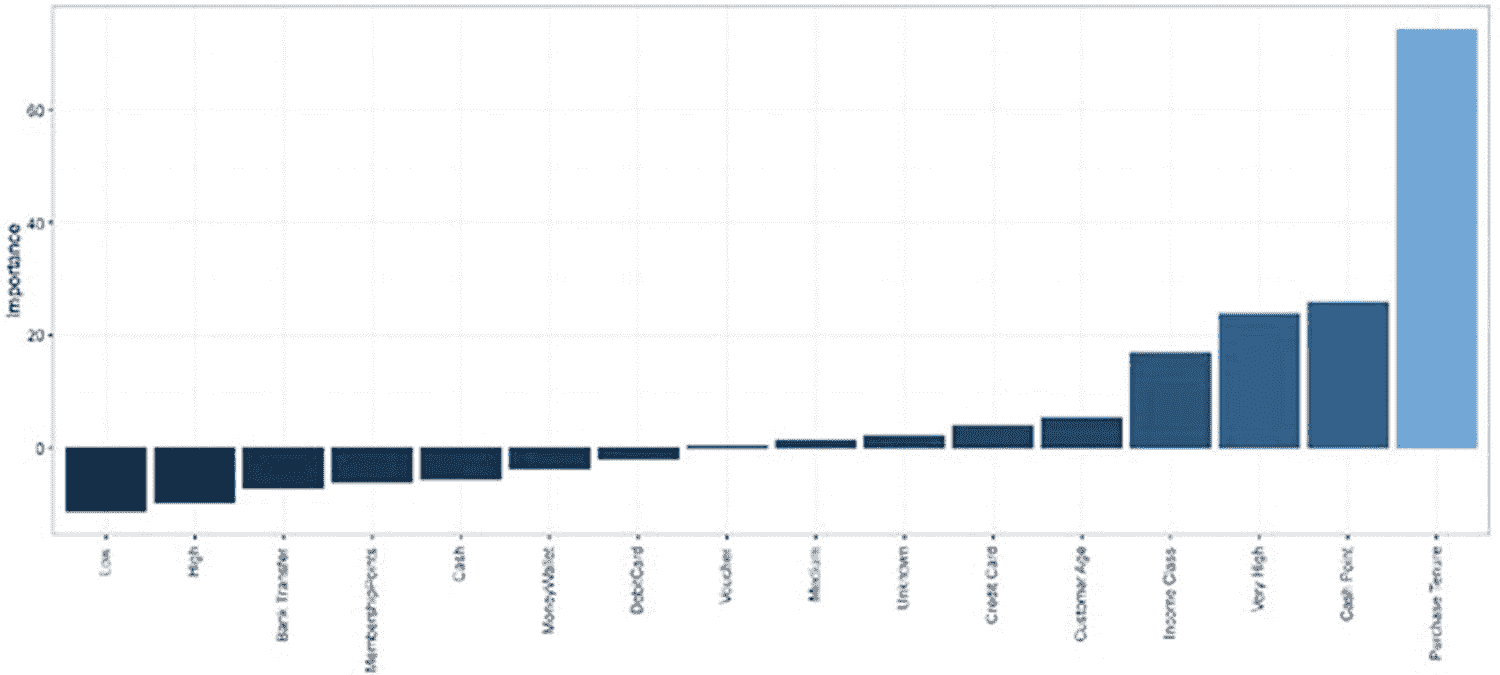 Importance
60
40
20
0
Low
High
Bank Transfer
MembershipPoints
Cash
MoneyWallet
DebitCard
Voucher
Medium
Unknown
Credit Card
Customer Age
Income Class
Very High
Cash Point
Purchase Tenure